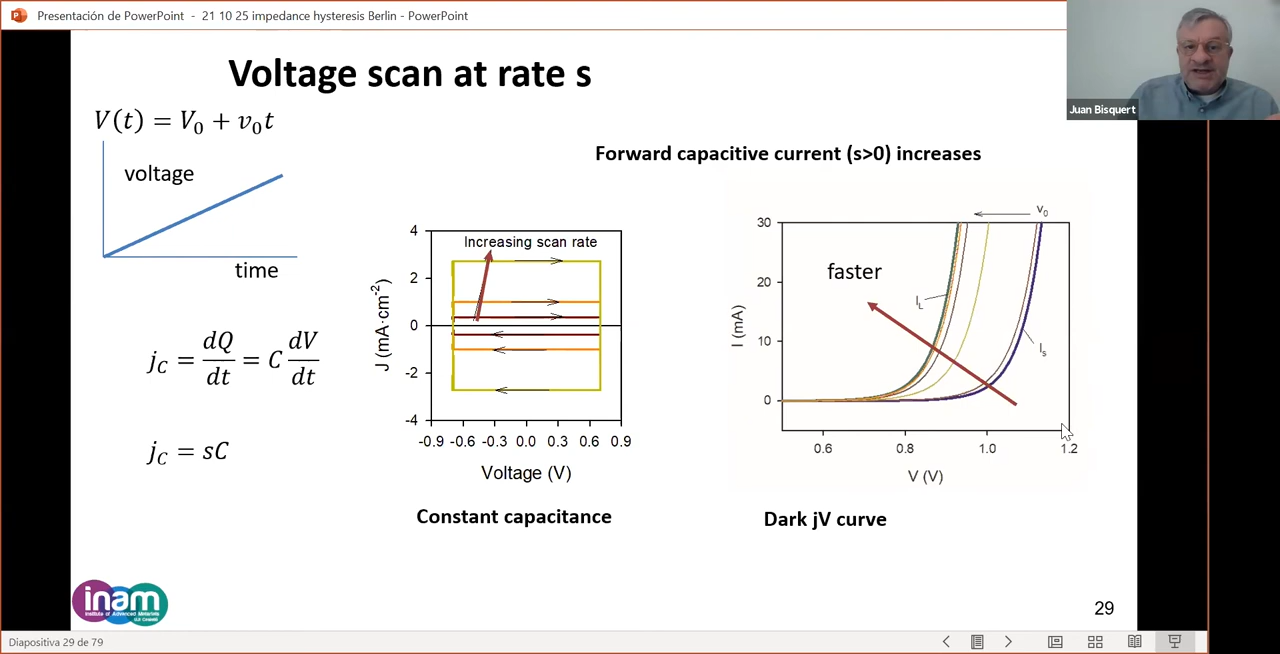 Presentación de PowerPoint - 21 10 25 impedance hysteresis Berlin - PowerPoint
Juan Bisquert
Voltage scan at rate s
V(t) = V₀ + v₀t
voltage
time
j_C = dQ/dt = C dV/dt
j_C = sC
Forward capacitive current (s>0) increases
Increasing scan rate
J (mA·cm⁻²)
4
2
0
-2
-4
-0.9 -0.6 -0.3 0.0 0.3 0.6 0.9
Voltage (V)
Constant capacitance
v₀
faster
I_L
I_s
I (mA)
30
20
10
0
0.6 0.8 1.0 1.2
V (V)
Dark jV curve
inam
Institute of Advanced Materials
29
Diapositiva 29 de 79